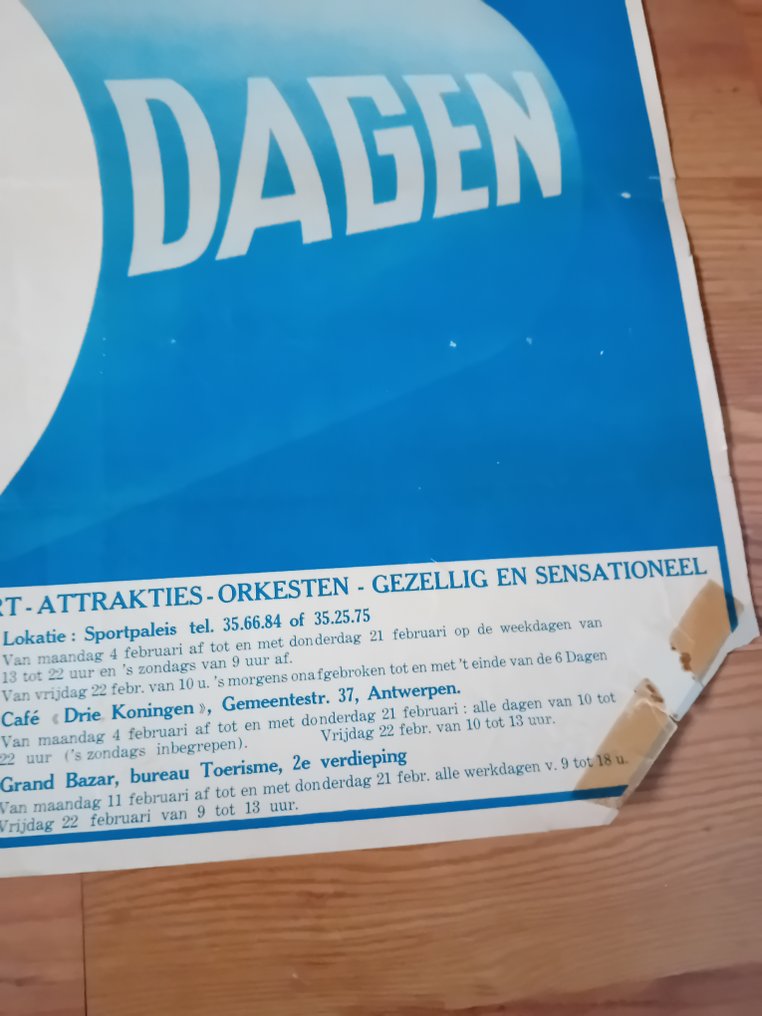 DAGEN
RT - ATTRAKTIES - ORKESTEN - GEZELLIG EN SENSATIONEEL
Lokatie : Sportpaleis tel. 35.66.84 of 35.25.75
Van maandag 4 februari af tot en met donderdag 21 februari op de weekdagen van
13 tot 22 uur en 's zondags van 9 uur af.
Van vrijdag 22 febr. van 10 u. 's morgens onafgebroken tot en met 't einde van de 6 Dagen
Café « Drie Koningen », Gemeentestr. 37, Antwerpen.
Van maandag 4 februari af tot en met donderdag 21 februari : alle dagen van 10 tot
22 uur ('s zondags inbegrepen). Vrijdag 22 febr. van 10 tot 13 uur.
Grand Bazar, bureau Toerisme, 2e verdieping
Van maandag 11 februari af tot en met donderdag 21 febr. alle werkdagen v. 9 tot 18 u.
Vrijdag 22 februari van 9 tot 13 uur.